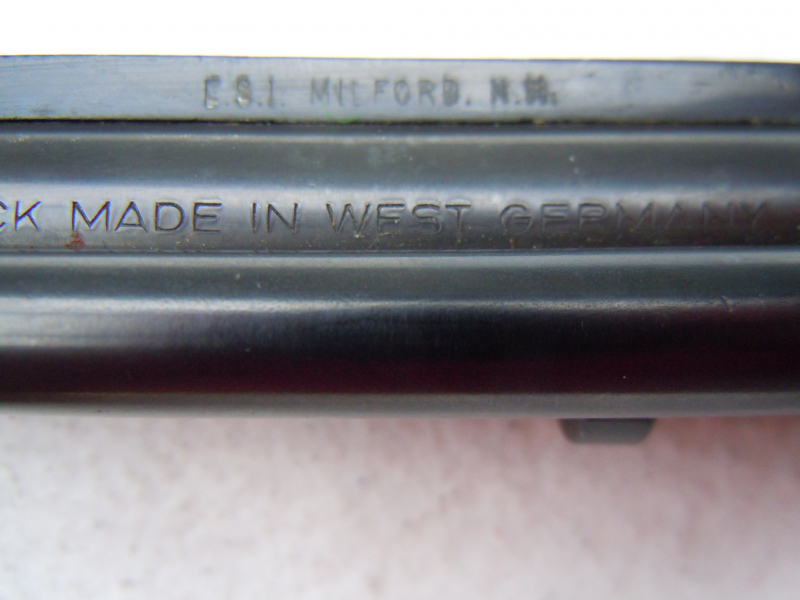 E.S.I. MILFORD, N.H.
CK MADE IN WEST GERMANY